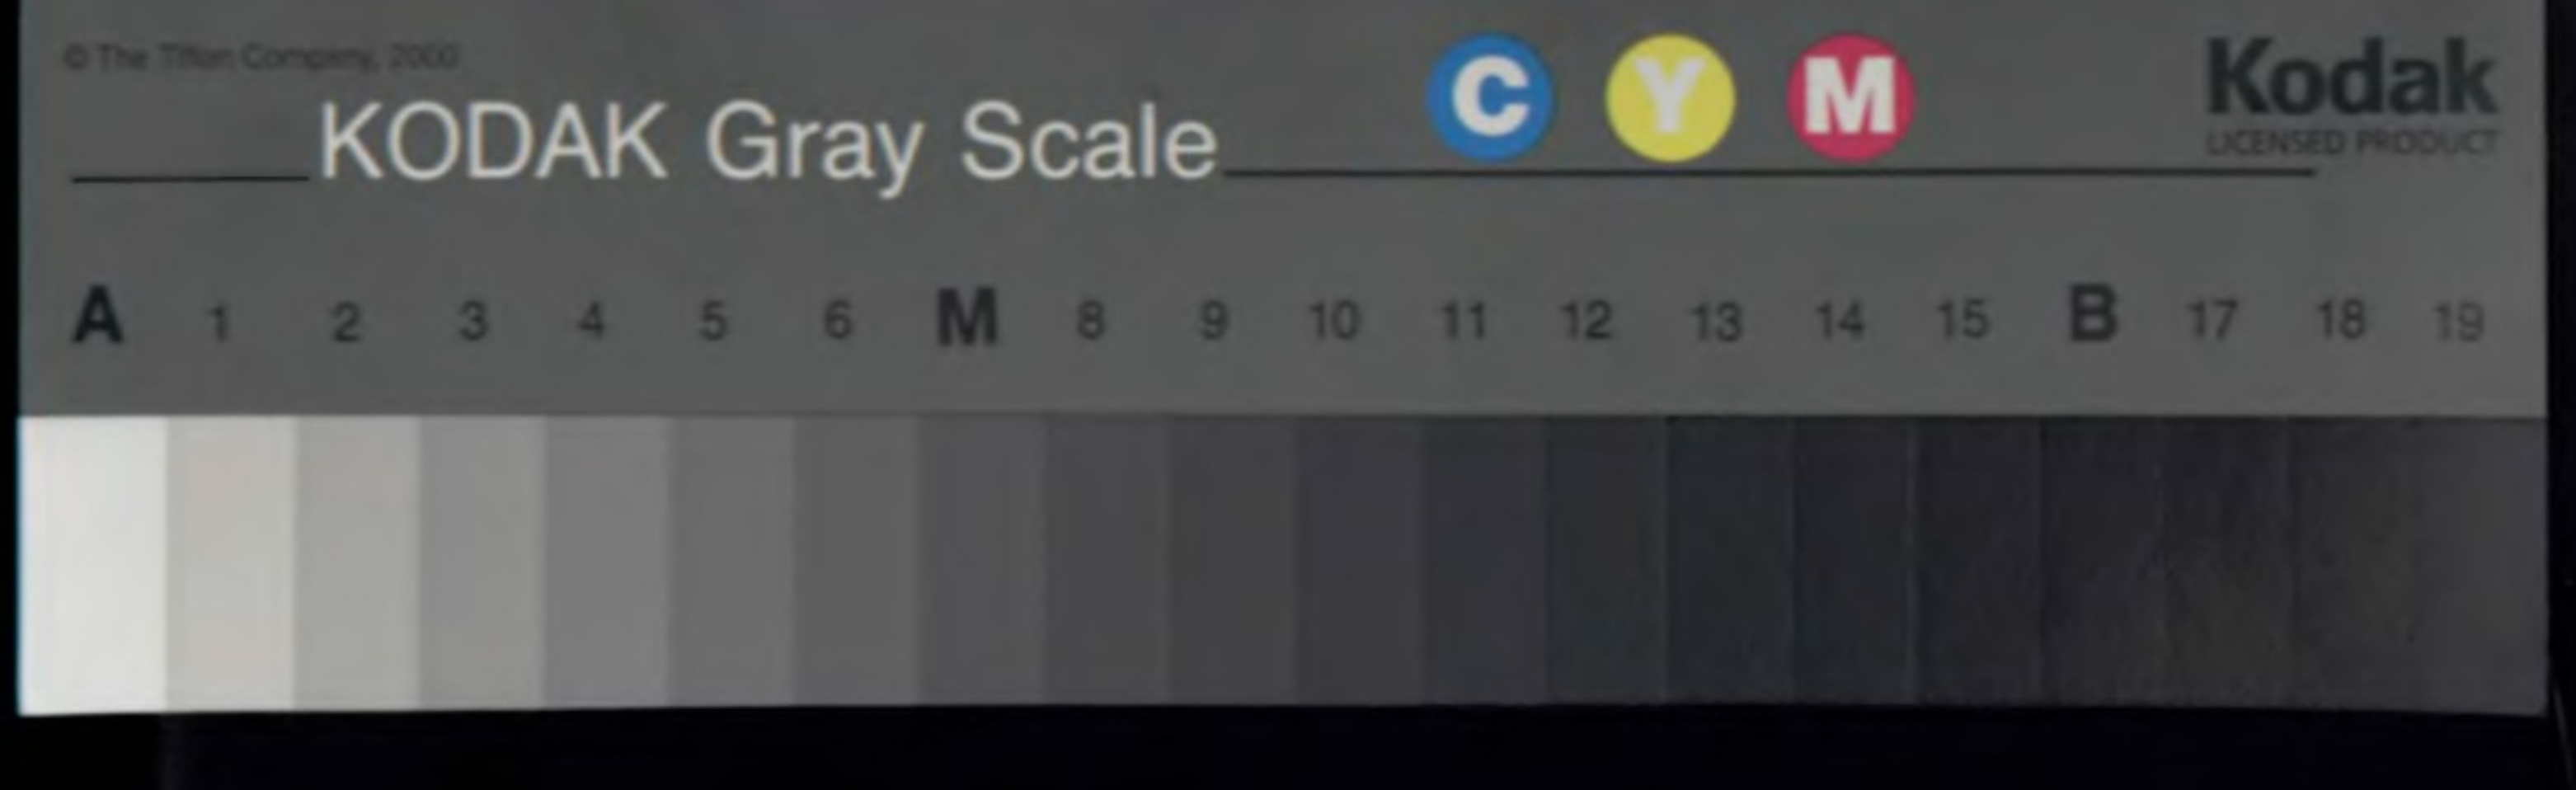 © The Tiffen Company, 2000
KODAK Gray Scale
C Y M
Kodak
LICENSED PRODUCT
A 1 2 3 4 5 6 M 8 9 10 11 12 13 14 15 B 17 18 19